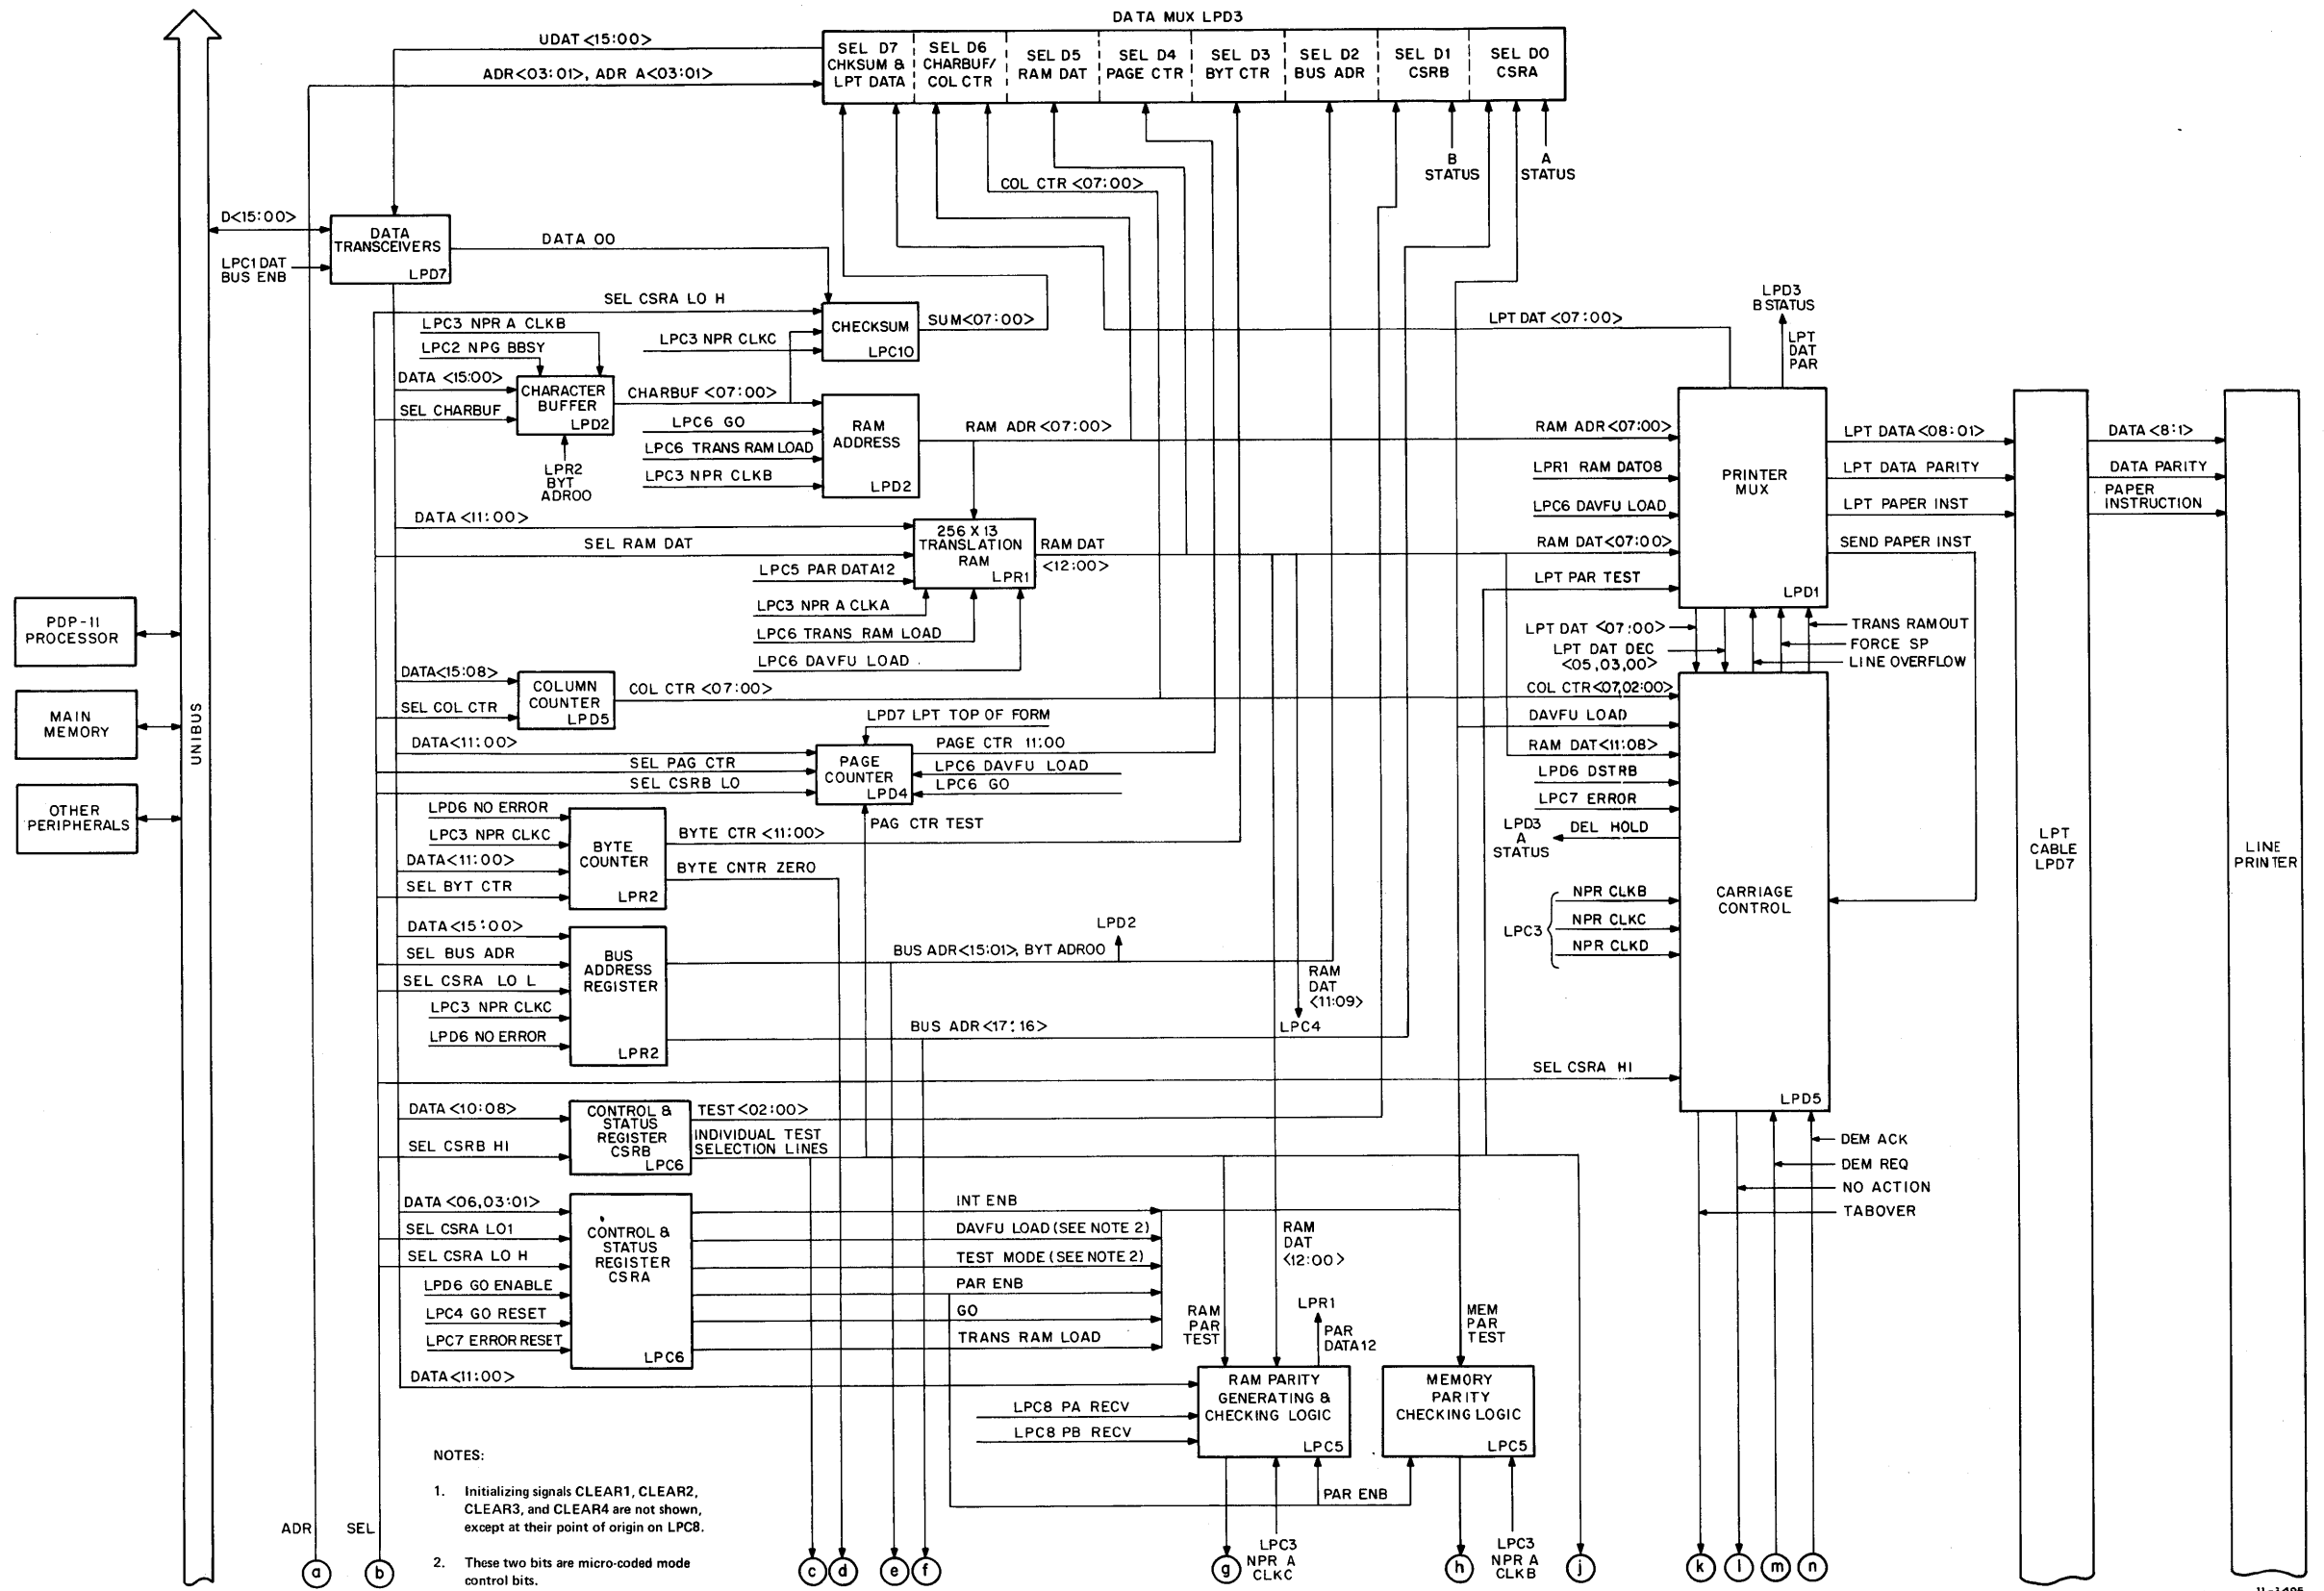 DATA MUX LPD3
UDAT <15:00>
ADR<03:01>, ADR A<03:01>
SEL D7
CHKSUM &
LPT DATA
SEL D6
CHARBUF/
COL CTR
SEL D5
RAM DAT
SEL D4
PAGE CTR
SEL D3
BYT CTR
SEL D2
BUS ADR
SEL D1
CSRB
SEL D0
CSRA
B
STATUS
A
STATUS
COL CTR <07:00>
D<15:00>
LPC1 DAT
BUS ENB
DATA
TRANSCEIVERS
LPD7
DATA 00
SEL CSRA LO H
LPC3 NPR A CLKB
LPC2 NPG BBSY
LPC3 NPR CLKC
CHECKSUM
LPC10
SUM<07:00>
LPT DAT <07:00>
LPD3
B STATUS
LPT
DAT
PAR
DATA <15:00>
SEL CHARBUF
CHARACTER
BUFFER
LPD2
LPR2
BYT
ADR00
CHARBUF <07:00>
LPC6 GO
LPC6 TRANS RAM LOAD
LPC3 NPR CLKB
RAM
ADDRESS
LPD2
RAM ADR <07:00>
RAM ADR<07:00>
LPR1 RAM DAT08
LPC6 DAVFU LOAD
RAM DAT<07:00>
LPT PAR TEST
PRINTER
MUX
LPD1
LPT DATA<08:01>
LPT DATA PARITY
LPT PAPER INST
SEND PAPER INST
DATA <8:1>
DATA PARITY
PAPER
INSTRUCTION
DATA <11:00>
SEL RAM DAT
LPC5 PAR DATA12
LPC3 NPR A CLKA
LPC6 TRANS RAM LOAD
LPC6 DAVFU LOAD
256 X 13
TRANSLATION
RAM
LPR1
RAM DAT
<12:00>
PDP-11
PROCESSOR
MAIN
MEMORY
OTHER
PERIPHERALS
UNIBUS
LPT DAT <07:00>
LPT DAT DEC
<05,03,00>
TRANS RAMOUT
FORCE SP
LINE OVERFLOW
DATA<15:08>
SEL COL CTR
COLUMN
COUNTER
LPD5
COL CTR <07:00>
COL CTR<07,02:00>
DAVFU LOAD
RAM DAT<11:08>
LPD6 DSTRB
LPC7 ERROR
DEL HOLD
LPD3
A
STATUS
LPC3
NPR CLKB
NPR CLKC
NPR CLKD
CARRIAGE
CONTROL
LPD5
SEL CSRA HI
LPT
CABLE
LPD7
LINE
PRINTER
LPD7 LPT TOP OF FORM
DATA<11:00>
SEL PAG CTR
SEL CSRB LO
PAGE
COUNTER
LPD4
PAGE CTR 11:00
LPC6 DAVFU LOAD
LPC6 GO
PAG CTR TEST
LPD6 NO ERROR
LPC3 NPR CLKC
DATA<11:00>
SEL BYT CTR
BYTE
COUNTER
LPR2
BYTE CTR <11:00>
BYTE CNTR ZERO
DATA<15:00>
SEL BUS ADR
SEL CSRA LO L
LPC3 NPR CLKC
LPD6 NO ERROR
BUS
ADDRESS
REGISTER
LPR2
LPD2
BUS ADR<15:01>, BYT ADR00
BUS ADR<17:16>
RAM
DAT
<11:09>
LPC4
DATA<10:08>
SEL CSRB HI
CONTROL &
STATUS
REGISTER
CSRB
LPC6
TEST<02:00>
INDIVIDUAL TEST
SELECTION LINES
DEM ACK
DEM REQ
NO ACTION
TABOVER
DATA <06,03:01>
SEL CSRA LO1
SEL CSRA LO H
LPD6 GO ENABLE
LPC4 GO RESET
LPC7 ERROR RESET
CONTROL &
STATUS
REGISTER
CSRA
LPC6
INT ENB
DAVFU LOAD (SEE NOTE 2)
TEST MODE (SEE NOTE 2)
PAR ENB
GO
TRANS RAM LOAD
DATA<11:00>
RAM
PAR
TEST
RAM
DAT
<12:00>
LPR1
PAR
DATA12
MEM
PAR
TEST
LPC8 PA RECV
LPC8 PB RECV
RAM PARITY
GENERATING &
CHECKING LOGIC
LPC5
MEMORY
PARITY
CHECKING LOGIC
LPC5
PAR ENB
LPC3
NPR A
CLKC
LPC3
NPR A
CLKB
NOTES:
1. Initializing signals CLEAR1, CLEAR2,
CLEAR3, and CLEAR4 are not shown,
except at their point of origin on LPC8.
2. These two bits are micro-coded mode
control bits.
ADR
SEL
a b c d e f g h j k l m n